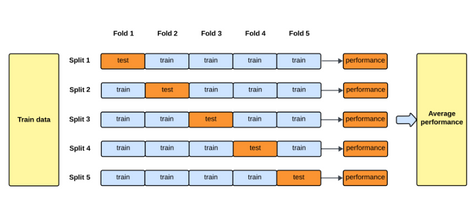 Fold 1 Fold 2 Fold 3 Fold 4 Fold 5
Split 1 test train train train train performance
Split 2 train test train train train performance
Train data
Split 3 train train test train train performance
Average
performance
Split 4 train train train test train performance
Split 5 train train train train test performance